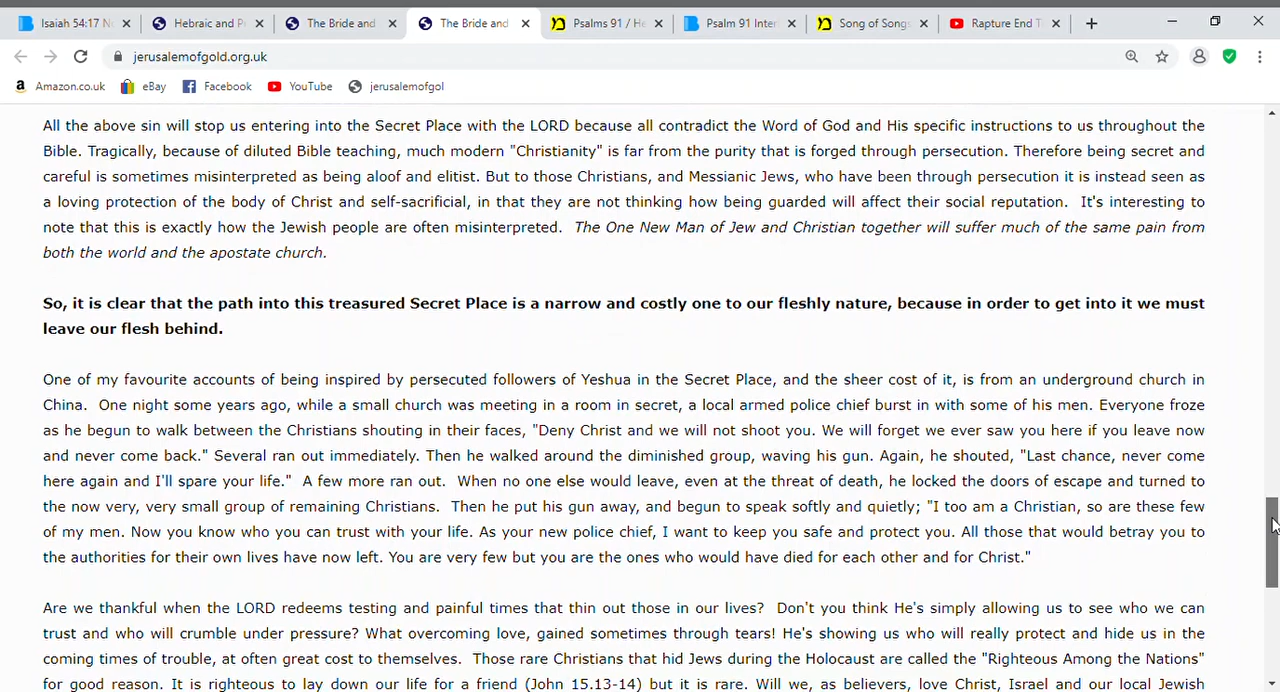 Isaiah 54:17 N
Hebraic and P
The Bride and
The Bride and
Psalms 91 / He
Psalm 91 Inter
Song of Songs
Rapture End T
jerusalemofgold.org.uk
Amazon.co.uk
eBay
Facebook
YouTube
jerusalemofgol
All the above sin will stop us entering into the Secret Place with the LORD because all contradict the Word of God and His specific instructions to us throughout the
Bible. Tragically, because of diluted Bible teaching, much modern "Christianity" is far from the purity that is forged through persecution. Therefore being secret and
careful is sometimes misinterpreted as being aloof and elitist. But to those Christians, and Messianic Jews, who have been through persecution it is instead seen as
a loving protection of the body of Christ and self-sacrificial, in that they are not thinking how being guarded will affect their social reputation. It's interesting to
note that this is exactly how the Jewish people are often misinterpreted. The One New Man of Jew and Christian together will suffer much of the same pain from
both the world and the apostate church.
So, it is clear that the path into this treasured Secret Place is a narrow and costly one to our fleshly nature, because in order to get into it we must
leave our flesh behind.
One of my favourite accounts of being inspired by persecuted followers of Yeshua in the Secret Place, and the sheer cost of it, is from an underground church in
China. One night some years ago, while a small church was meeting in a room in secret, a local armed police chief burst in with some of his men. Everyone froze
as he begun to walk between the Christians shouting in their faces, "Deny Christ and we will not shoot you. We will forget we ever saw you here if you leave now
and never come back." Several ran out immediately. Then he walked around the diminished group, waving his gun. Again, he shouted, "Last chance, never come
here again and I'll spare your life." A few more ran out. When no one else would leave, even at the threat of death, he locked the doors of escape and turned to
the now very, very small group of remaining Christians. Then he put his gun away, and begun to speak softly and quietly; "I too am a Christian, so are these few
of my men. Now you know who you can trust with your life. As your new police chief, I want to keep you safe and protect you. All those that would betray you to
the authorities for their own lives have now left. You are very few but you are the ones who would have died for each other and for Christ."
Are we thankful when the LORD redeems testing and painful times that thin out those in our lives? Don't you think He's simply allowing us to see who we can
trust and who will crumble under pressure? What overcoming love, gained sometimes through tears! He's showing us who will really protect and hide us in the
coming times of trouble, at often great cost to themselves. Those rare Christians that hid Jews during the Holocaust are called the "Righteous Among the Nations"
for good reason. It is righteous to lay down our life for a friend (John 15.13-14) but it is rare. Will we, as believers, love Christ, Israel and our local Jewish